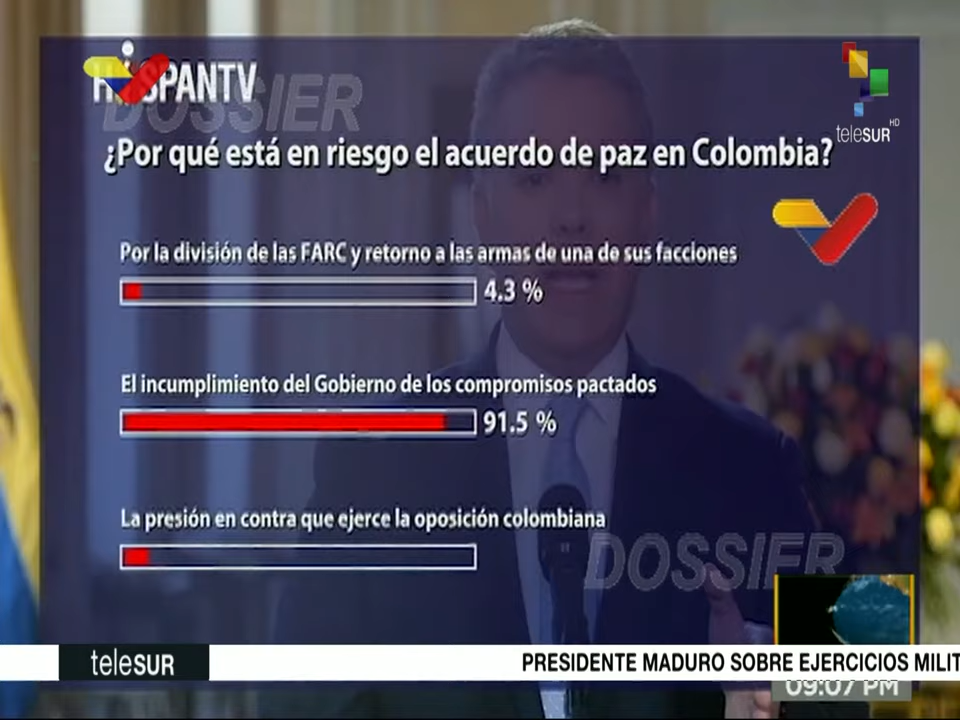 HISPANTV
DOSSIER
teleSUR HD
¿Por qué está en riesgo el acuerdo de paz en Colombia?
Por la división de las FARC y retorno a las armas de una de sus facciones
4.3 %
El incumplimiento del Gobierno de los compromisos pactados
91.5 %
La presión en contra que ejerce la oposición colombiana
DOSSIER
teleSUR
PRESIDENTE MADURO SOBRE EJERCICIOS MILIT
09:07 PM